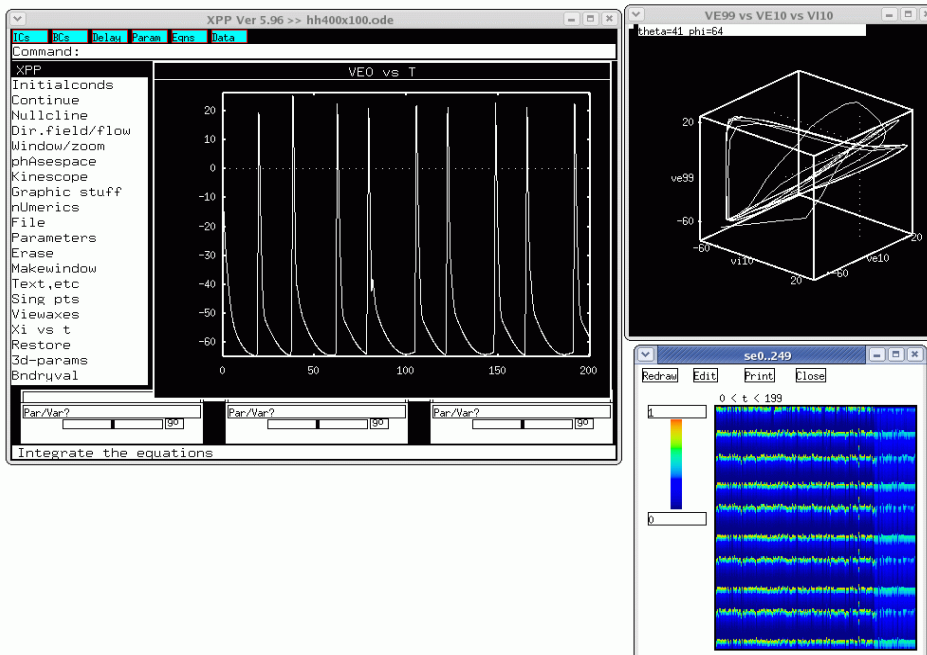 XPP Ver 5.96 >> hh400x100.ode
ICs BCs Delay Param Eqns Data
Command:
XPP
Initialconds
Continue
Nullcline
Dir.field/flow
Window/zoom
phAsespace
Kinescope
Graphic stuff
nUmerics
File
Parameters
Erase
Makewindow
Text,etc
Sing pts
Viewaxes
Xi vs t
Restore
3d-params
Bndryval
VE0 vs T
20
10
0
-10
-20
-30
-40
-50
-60
0 50 100 150 200
Par/Var? Par/Var? Par/Var?
go go go
Integrate the equations
VE99 vs VE10 vs VI10
theta=41 phi=64
20
ve99
-60
-60
vi10
20
-60
ve10
20
se0..249
Redraw Edit Print Close
0 < t < 199
1
0